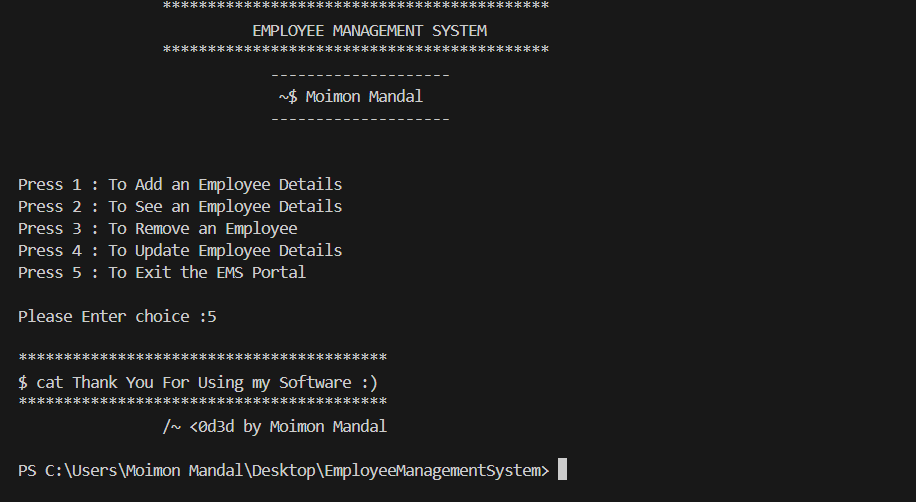 *******************************************
EMPLOYEE MANAGEMENT SYSTEM
*******************************************
--------------------
~$ Moimon Mandal
--------------------
Press 1 : To Add an Employee Details
Press 2 : To See an Employee Details
Press 3 : To Remove an Employee
Press 4 : To Update Employee Details
Press 5 : To Exit the EMS Portal
Please Enter choice :5
*****************************************
$ cat Thank You For Using my Software :)
*****************************************
/~ <0d3d by Moimon Mandal
PS C:\Users\Moimon Mandal\Desktop\EmployeeManagementSystem>